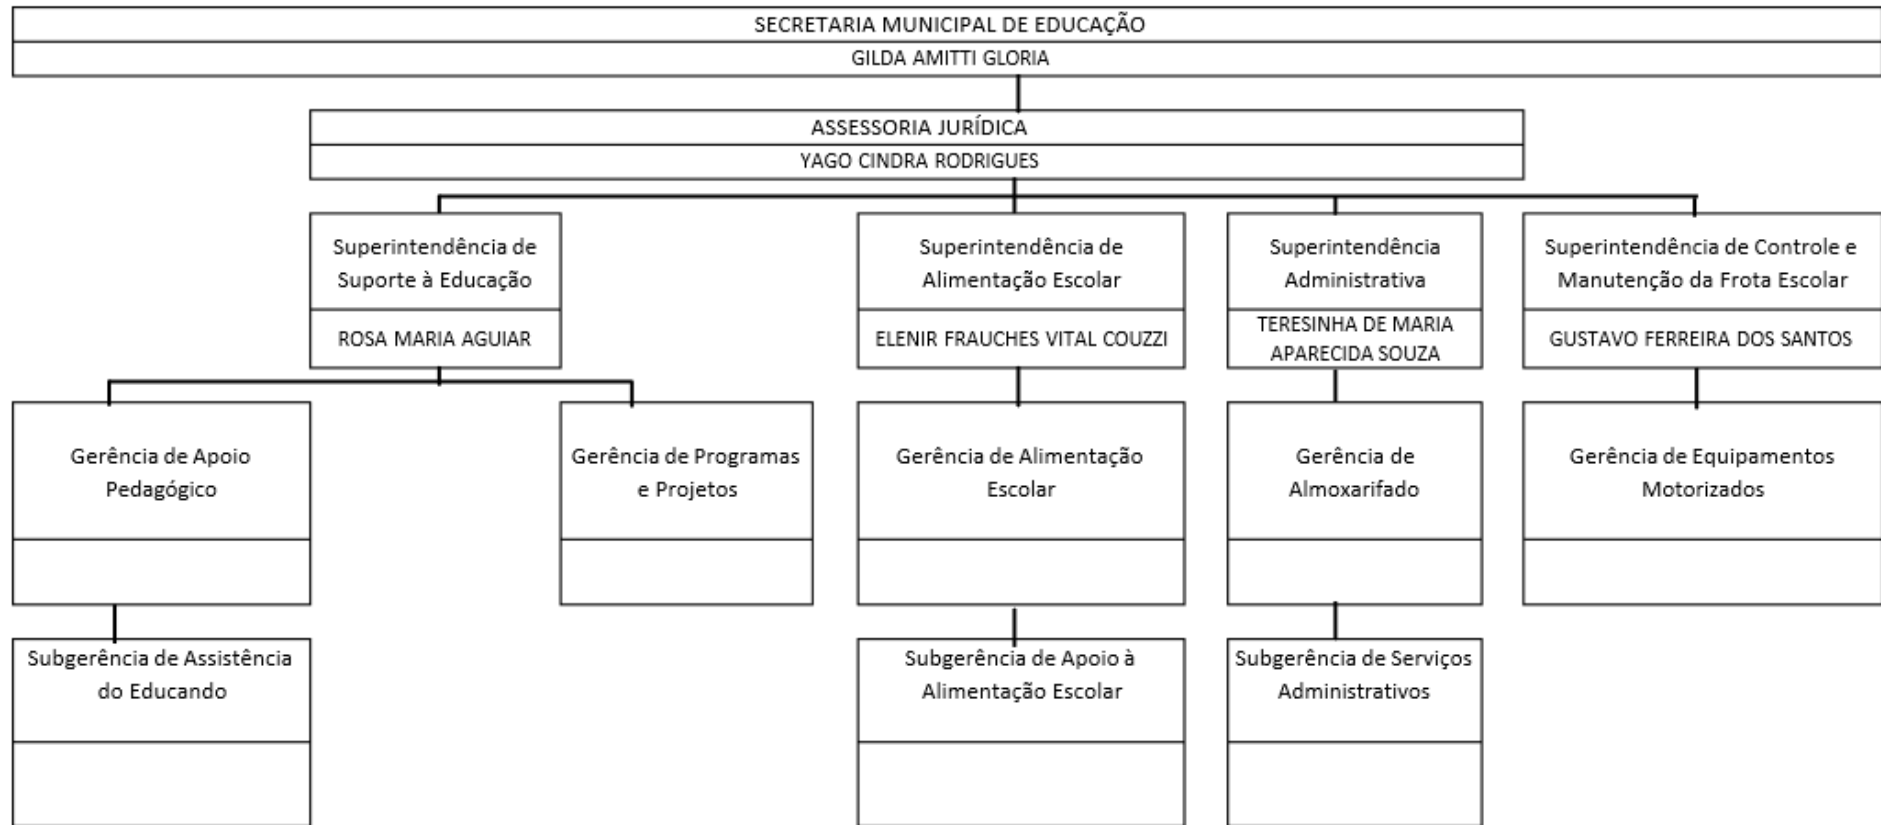 SECRETARIA MUNICIPAL DE EDUCAÇÃO
GILDA AMITTI GLORIA
ASSESSORIA JURÍDICA
YAGO CINDRA RODRIGUES
Superintendência de
Suporte à Educação
ROSA MARIA AGUIAR
Superintendência de
Alimentação Escolar
ELENIR FRAUCHES VITAL COUZZI
Superintendência
Administrativa
TERESINHA DE MARIA
APARECIDA SOUZA
Superintendência de Controle e
Manutenção da Frota Escolar
GUSTAVO FERREIRA DOS SANTOS
Gerência de Apoio
Pedagógico
Gerência de Programas
e Projetos
Gerência de Alimentação
Escolar
Gerência de
Almoxarifado
Gerência de Equipamentos
Motorizados
Subgerência de Assistência
do Educando
Subgerência de Apoio à
Alimentação Escolar
Subgerência de Serviços
Administrativos